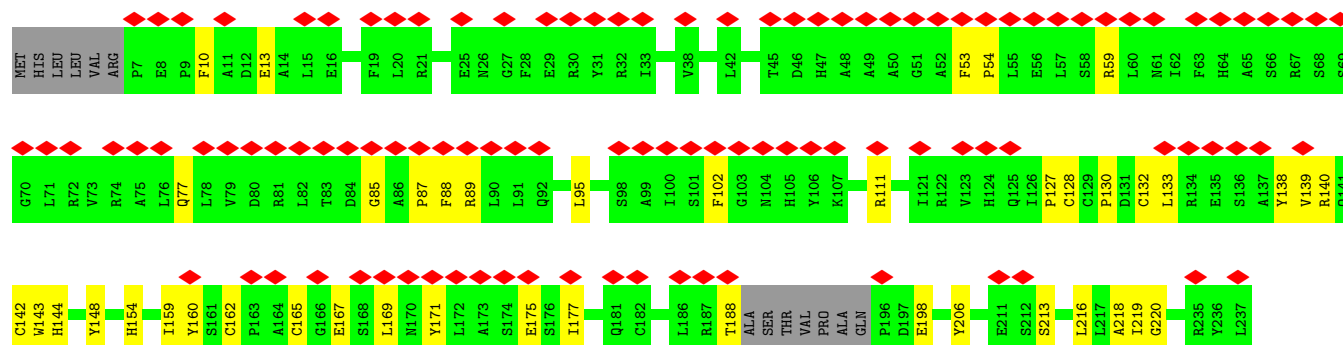 MET HIS LEU LEU VAL ARG P7 E8 P9 F10 A11 D12 E13 A14 L15 E16 F19 L20 R21 E25 N26 G27 F28 E29 R30 Y31 R32 I33 V38 L42 T45 D46 H47 A48 A49 A50 G51 A52 F53 P54 L55 E56 L57 S58 R59 L60 N61 I62 F63 H64 A65 S66 R67 S68 S69
G70 L71 R72 V73 R74 A75 L76 Q77 L78 V79 D80 R81 L82 T83 D84 G85 A86 P87 F88 R89 L90 L91 Q92 L95 S98 A99 I100 S101 F102 G103 N104 H105 Y106 K107 R111 I121 R122 V123 H124 Q125 I126 P127 C128 C129 P130 D131 C132 L133 R134 E135 S136 A137 Y138 V139 R140 Q141
C142 W143 H144 Y148 H154 I159 Y160 S161 C162 P163 A164 C165 G166 E167 S168 L169 N170 Y171 L172 A173 S174 E175 S176 I177 Q181 C182 L186 R187 T188 ALA SER THR VAL PRO ALA GLN P196 D197 E198 Y206 E211 S212 S213 L216 L217 A218 I219 G220 R235 Y236 L237